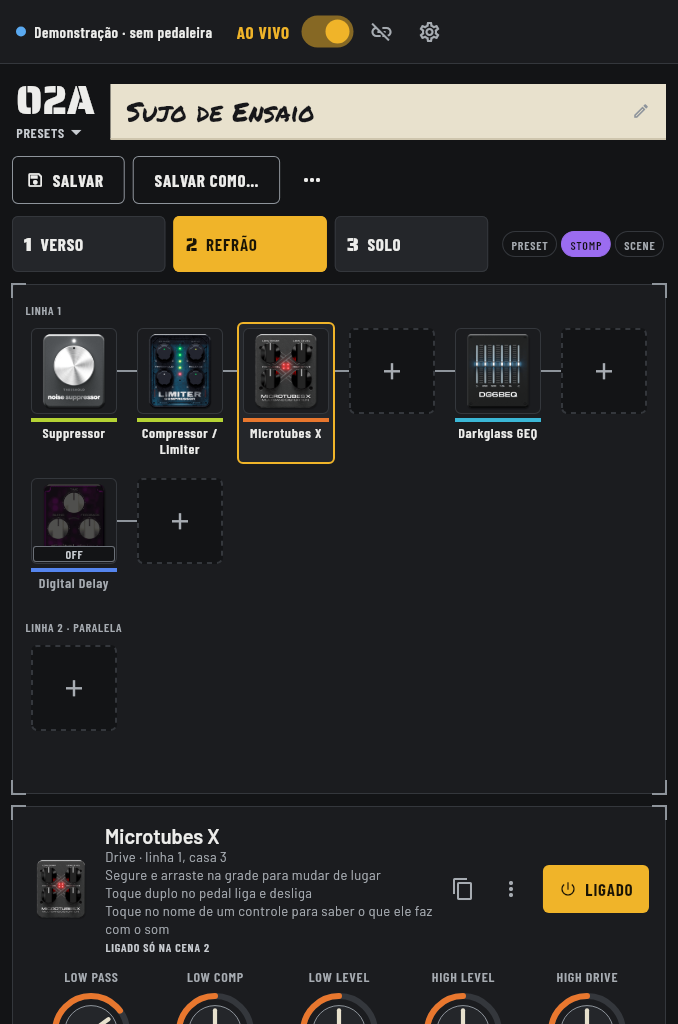 Demonstração · sem pedaleira
AO VIVO
02A
PRESETS
Sujo de Ensaio
SALVAR
SALVAR COMO...
1 VERSO
2 REFRÃO
3 SOLO
PRESET
STOMP
SCENE
LINHA 1
noise suppressor
LIMITER
MICROTUBES X
DG6BEQ
Suppressor
Compressor /
Limiter
Microtubes X
Darkglass GEQ
OFF
Digital Delay
LINHA 2 · PARALELA
Microtubes X
Drive · linha 1, casa 3
Segure e arraste na grade para mudar de lugar
Toque duplo no pedal liga e desliga
Toque no nome de um controle para saber o que ele faz
com o som
LIGADO SÓ NA CENA 2
LIGADO
LOW PASS
LOW COMP
LOW LEVEL
HIGH LEVEL
HIGH DRIVE